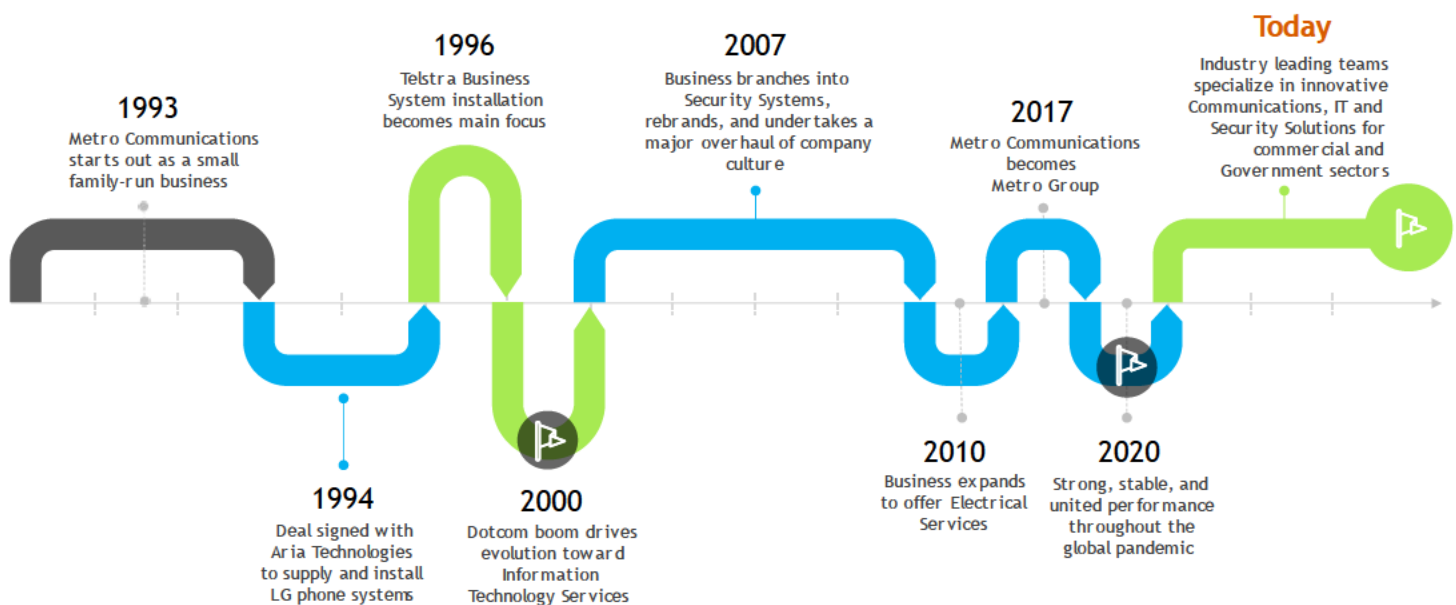 1993
Metro Communications
starts out as a small
family-run business
1994
Deal signed with
Aria Technologies
to supply and install
LG phone systems
1996
Telstra Business
System installation
becomes main focus
2000
Dotcom boom drives
evolution toward
Information
Technology Services
2007
Business branches into
Security Systems,
rebrands, and undertakes a
major overhaul of company
culture
2010
Business expands
to offer Electrical
Services
2017
Metro Communications
becomes
Metro Group
2020
Strong, stable, and
united performance
throughout the
global pandemic
Today
Industry leading teams
specialize in innovative
Communications, IT and
Security Solutions for
commercial and
Government sectors